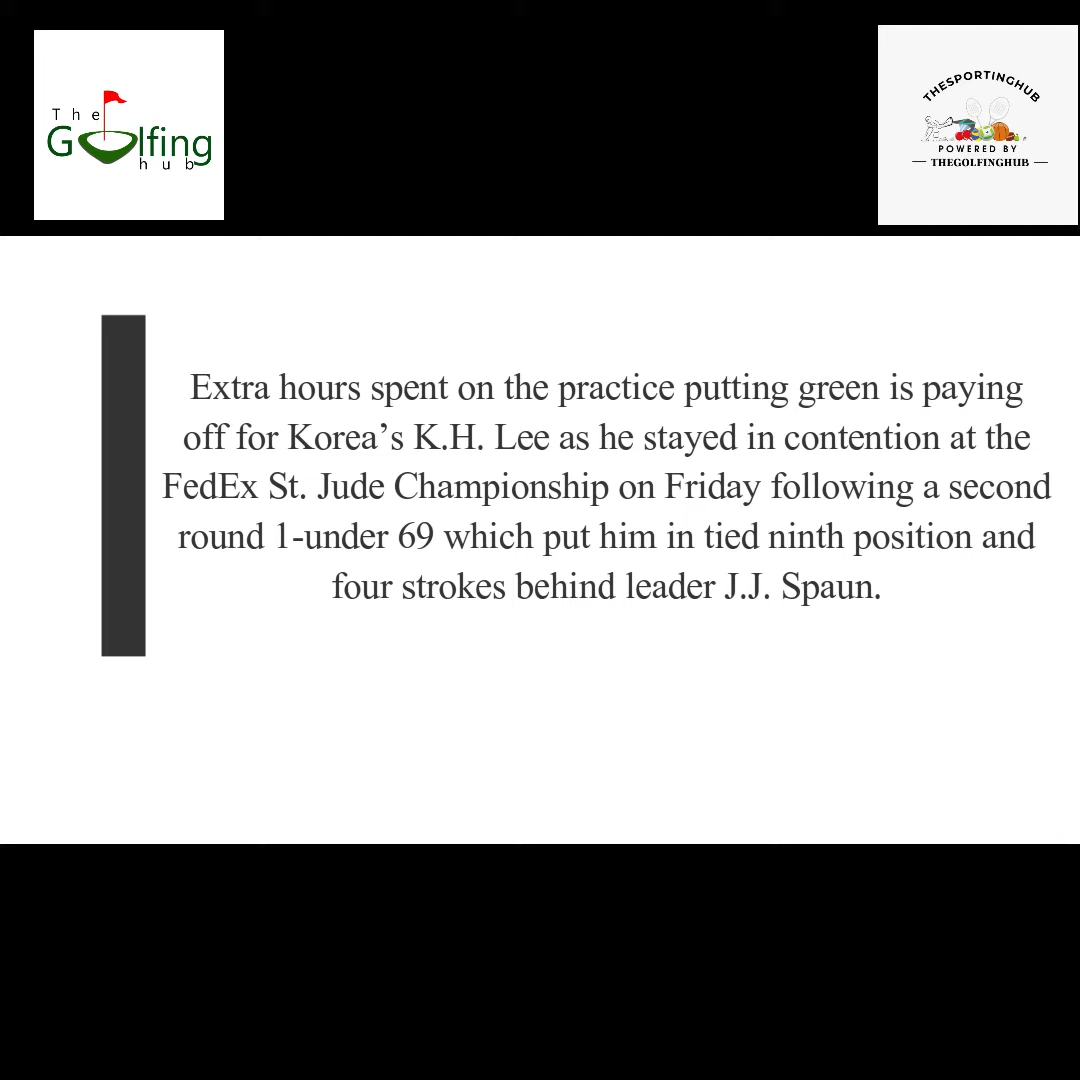 The
Golfing
hub
THESPORTINGHUB
POWERED BY
THEGOLFINGHUB
Extra hours spent on the practice putting green is paying
off for Korea’s K.H. Lee as he stayed in contention at the
FedEx St. Jude Championship on Friday following a second
round 1-under 69 which put him in tied ninth position and
four strokes behind leader J.J. Spaun.